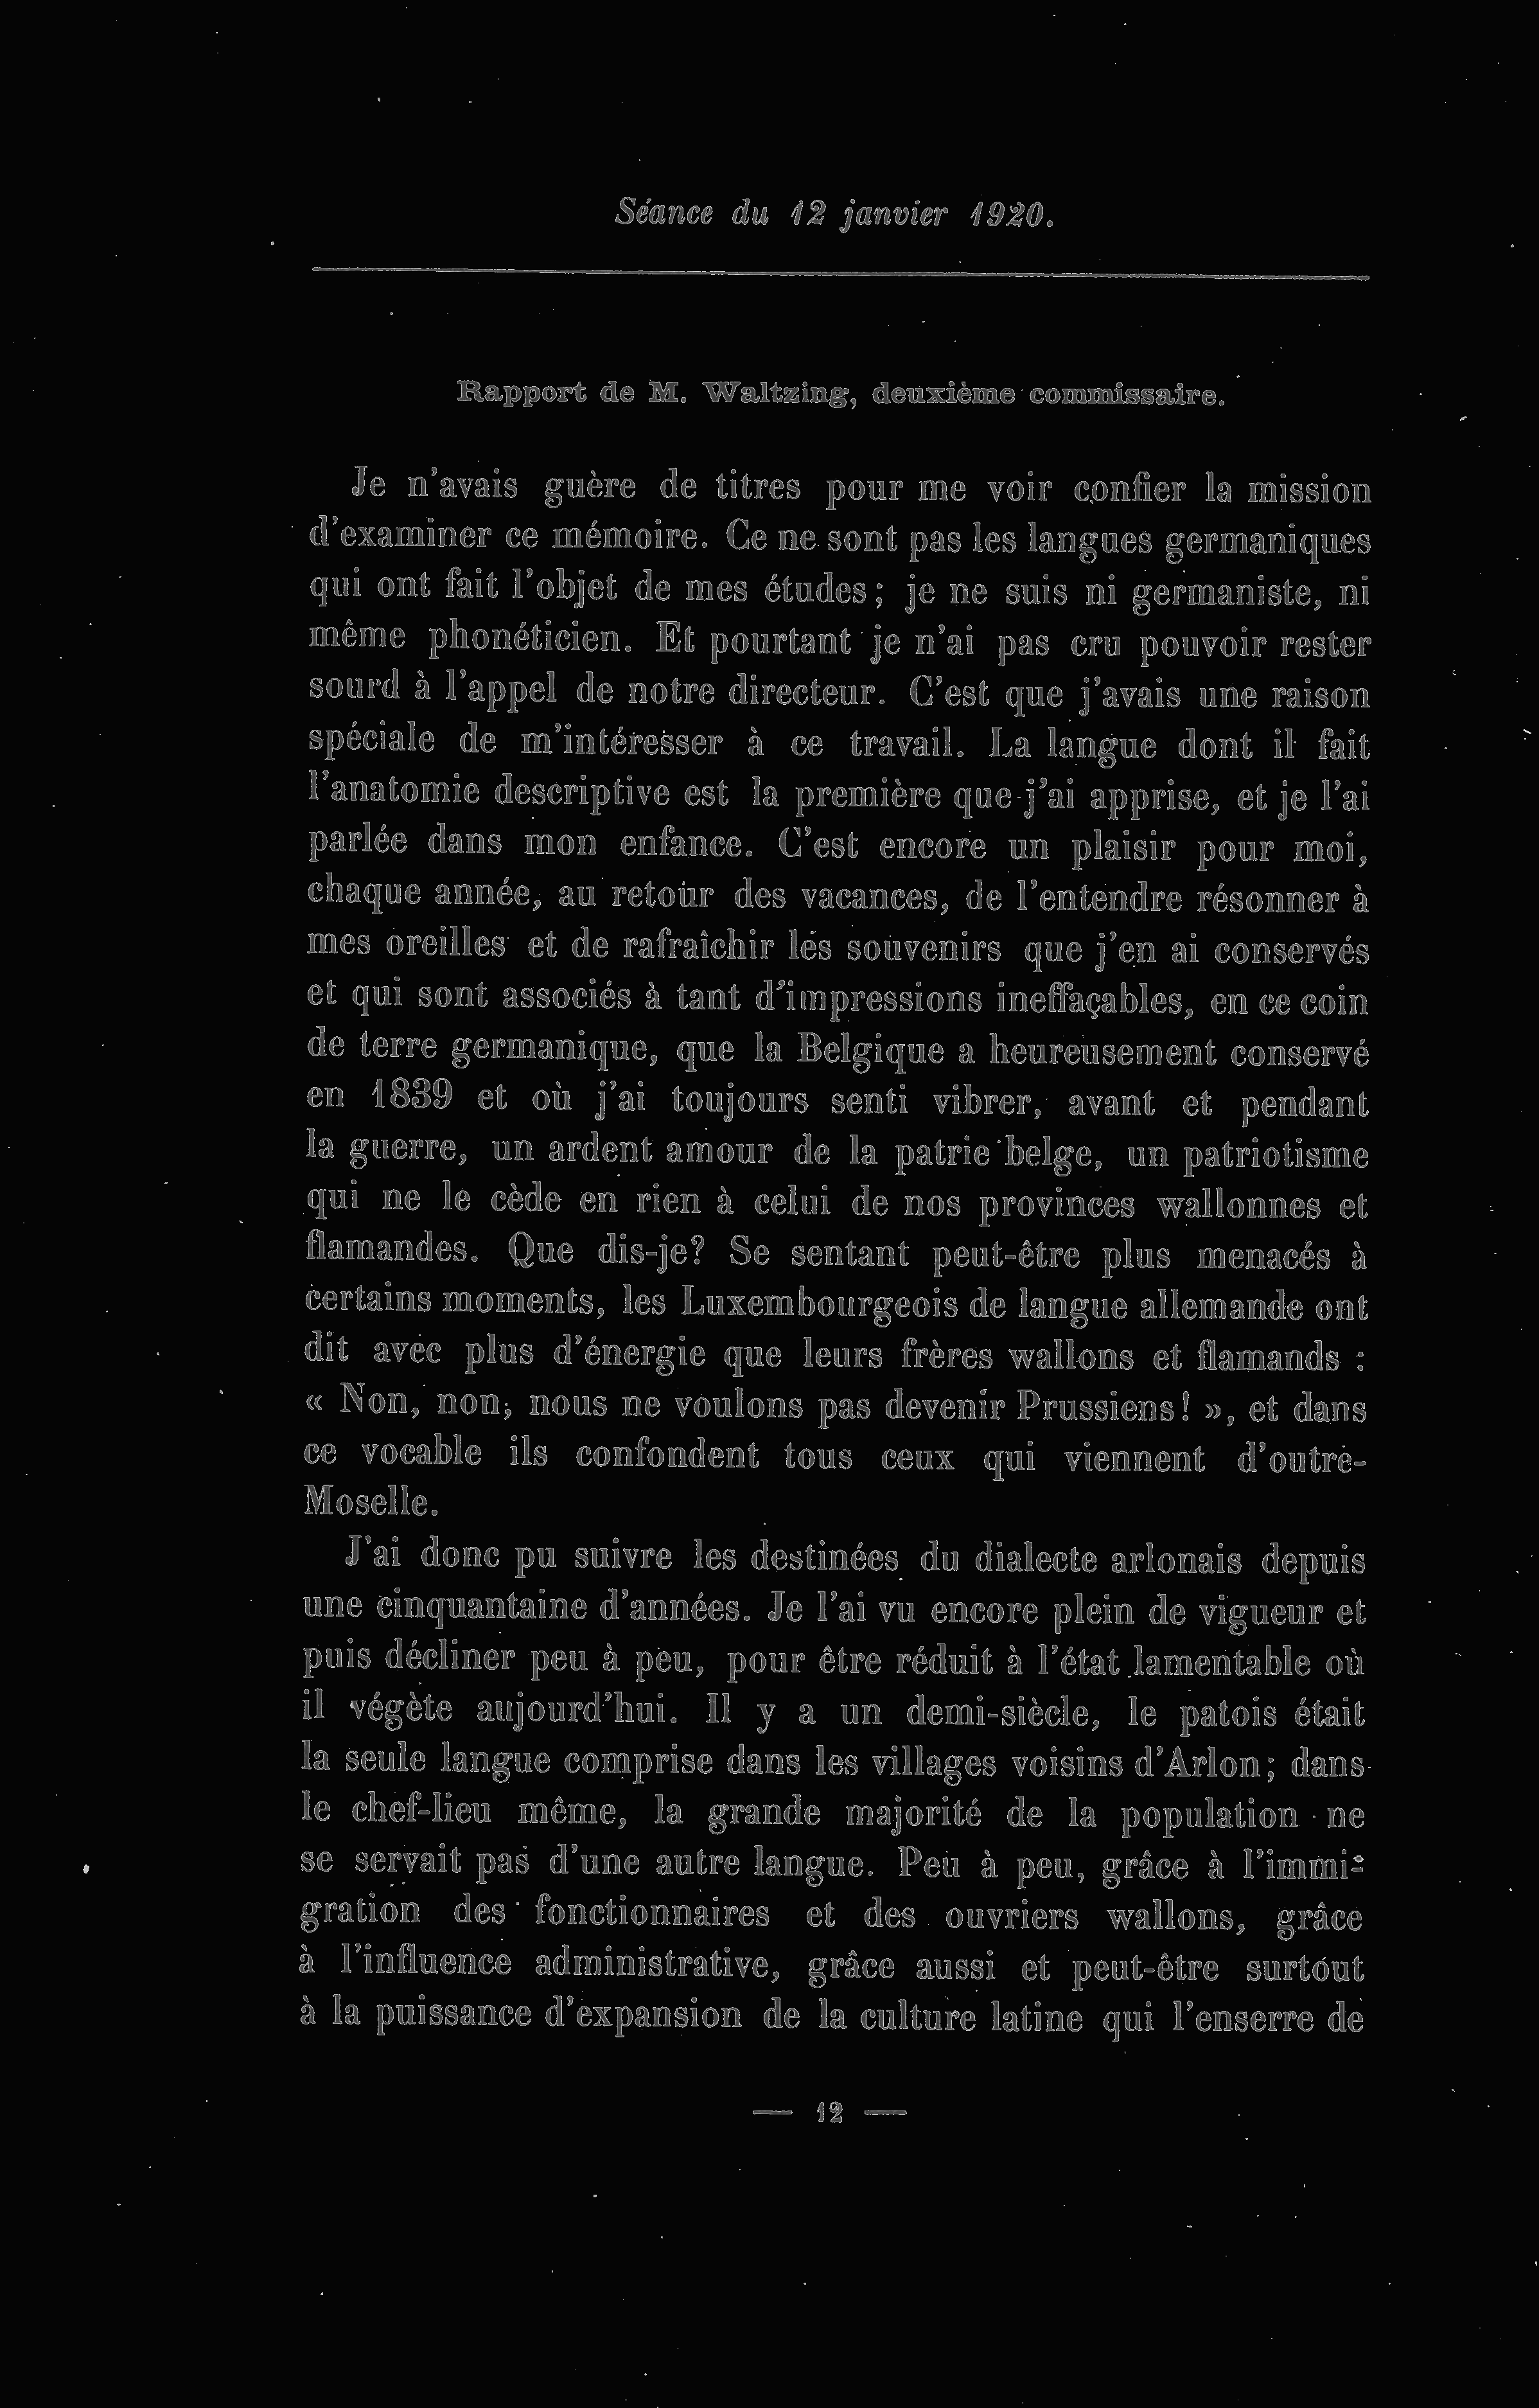 Séance du 12 janvier 1920.
Rapport de M. Waltzing, deuxième commissaire.
Je n'avais guère de titres pour me voir confier la mission
d'examiner ce mémoire. Ce ne sont pas les langues germaniques
qui ont fait l'objet de mes études; je ne suis ni germaniste, ni
même phonéticien. Et pourtant je n'ai pas cru pouvoir rester
sourd à l'appel de notre directeur. C'est que j'avais une raison
spéciale de m'intéresser à ce travail. La langue dont il fait
l'anatomie descriptive est la première que j'ai apprise, et je l'ai
parlée dans mon enfance. C'est encore un plaisir pour moi,
chaque année, au retour des vacances, de l'entendre résonner à
mes oreilles et de rafraîchir les souvenirs que j'en ai conservés
et qui sont associés à tant d'impressions ineffaçables, en ce coin
de terre germanique, que la Belgique a heureusement conservé
en 1839 et où j'ai toujours senti vibrer, avant et pendant
la guerre, un ardent amour de la patrie belge, un patriotisme
qui ne le cède en rien à celui de nos provinces wallonnes et
flamandes. Que dis-je? Se sentant peut-être plus menacés à
certains moments, les Luxembourgeois de langue allemande ont
dit avec plus d'énergie que leurs frères wallons et flamands :
« Non, non, nous ne voulons pas devenir Prussiens! », et dans
ce vocable ils confondent tous ceux qui viennent d'outre-
Moselle.
J'ai donc pu suivre les destinées du dialecte arlonais depuis
une cinquantaine d'années. Je l'ai vu encore plein de vigueur et
puis décliner peu à peu, pour être réduit à l'état lamentable où
il végète aujourd'hui. Il y a un demi-siècle, le patois était
la seule langue comprise dans les villages voisins d'Arlon; dans
le chef-lieu même, la grande majorité de la population ne
se servait pas d'une autre langue. Peu à peu, grâce à l'immi-
gration des fonctionnaires et des ouvriers wallons, grâce
à l'influence administrative, grâce aussi et peut-être surtout
à la puissance d'expansion de la culture latine qui l'enserre de
— 12 —